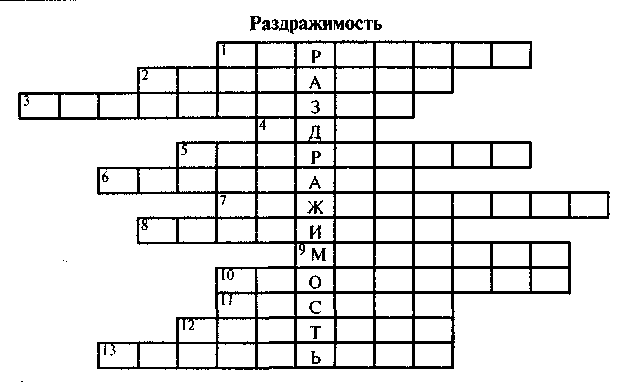 Раздражимость
1 Р
2 А
3 З
4 Д
5 Р
6 А
7 Ж
8 И
9 М
10 О
11 С
12 Т
13 Ь